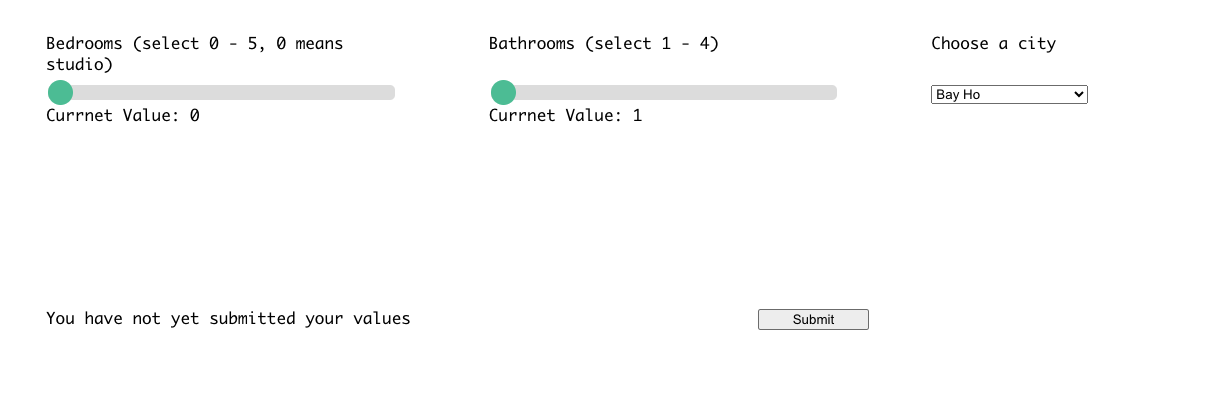 Bedrooms (select 0 - 5, 0 means
studio)
Currnet Value: 0
Bathrooms (select 1 - 4)
Currnet Value: 1
Choose a city
Bay Ho
You have not yet submitted your values
Submit